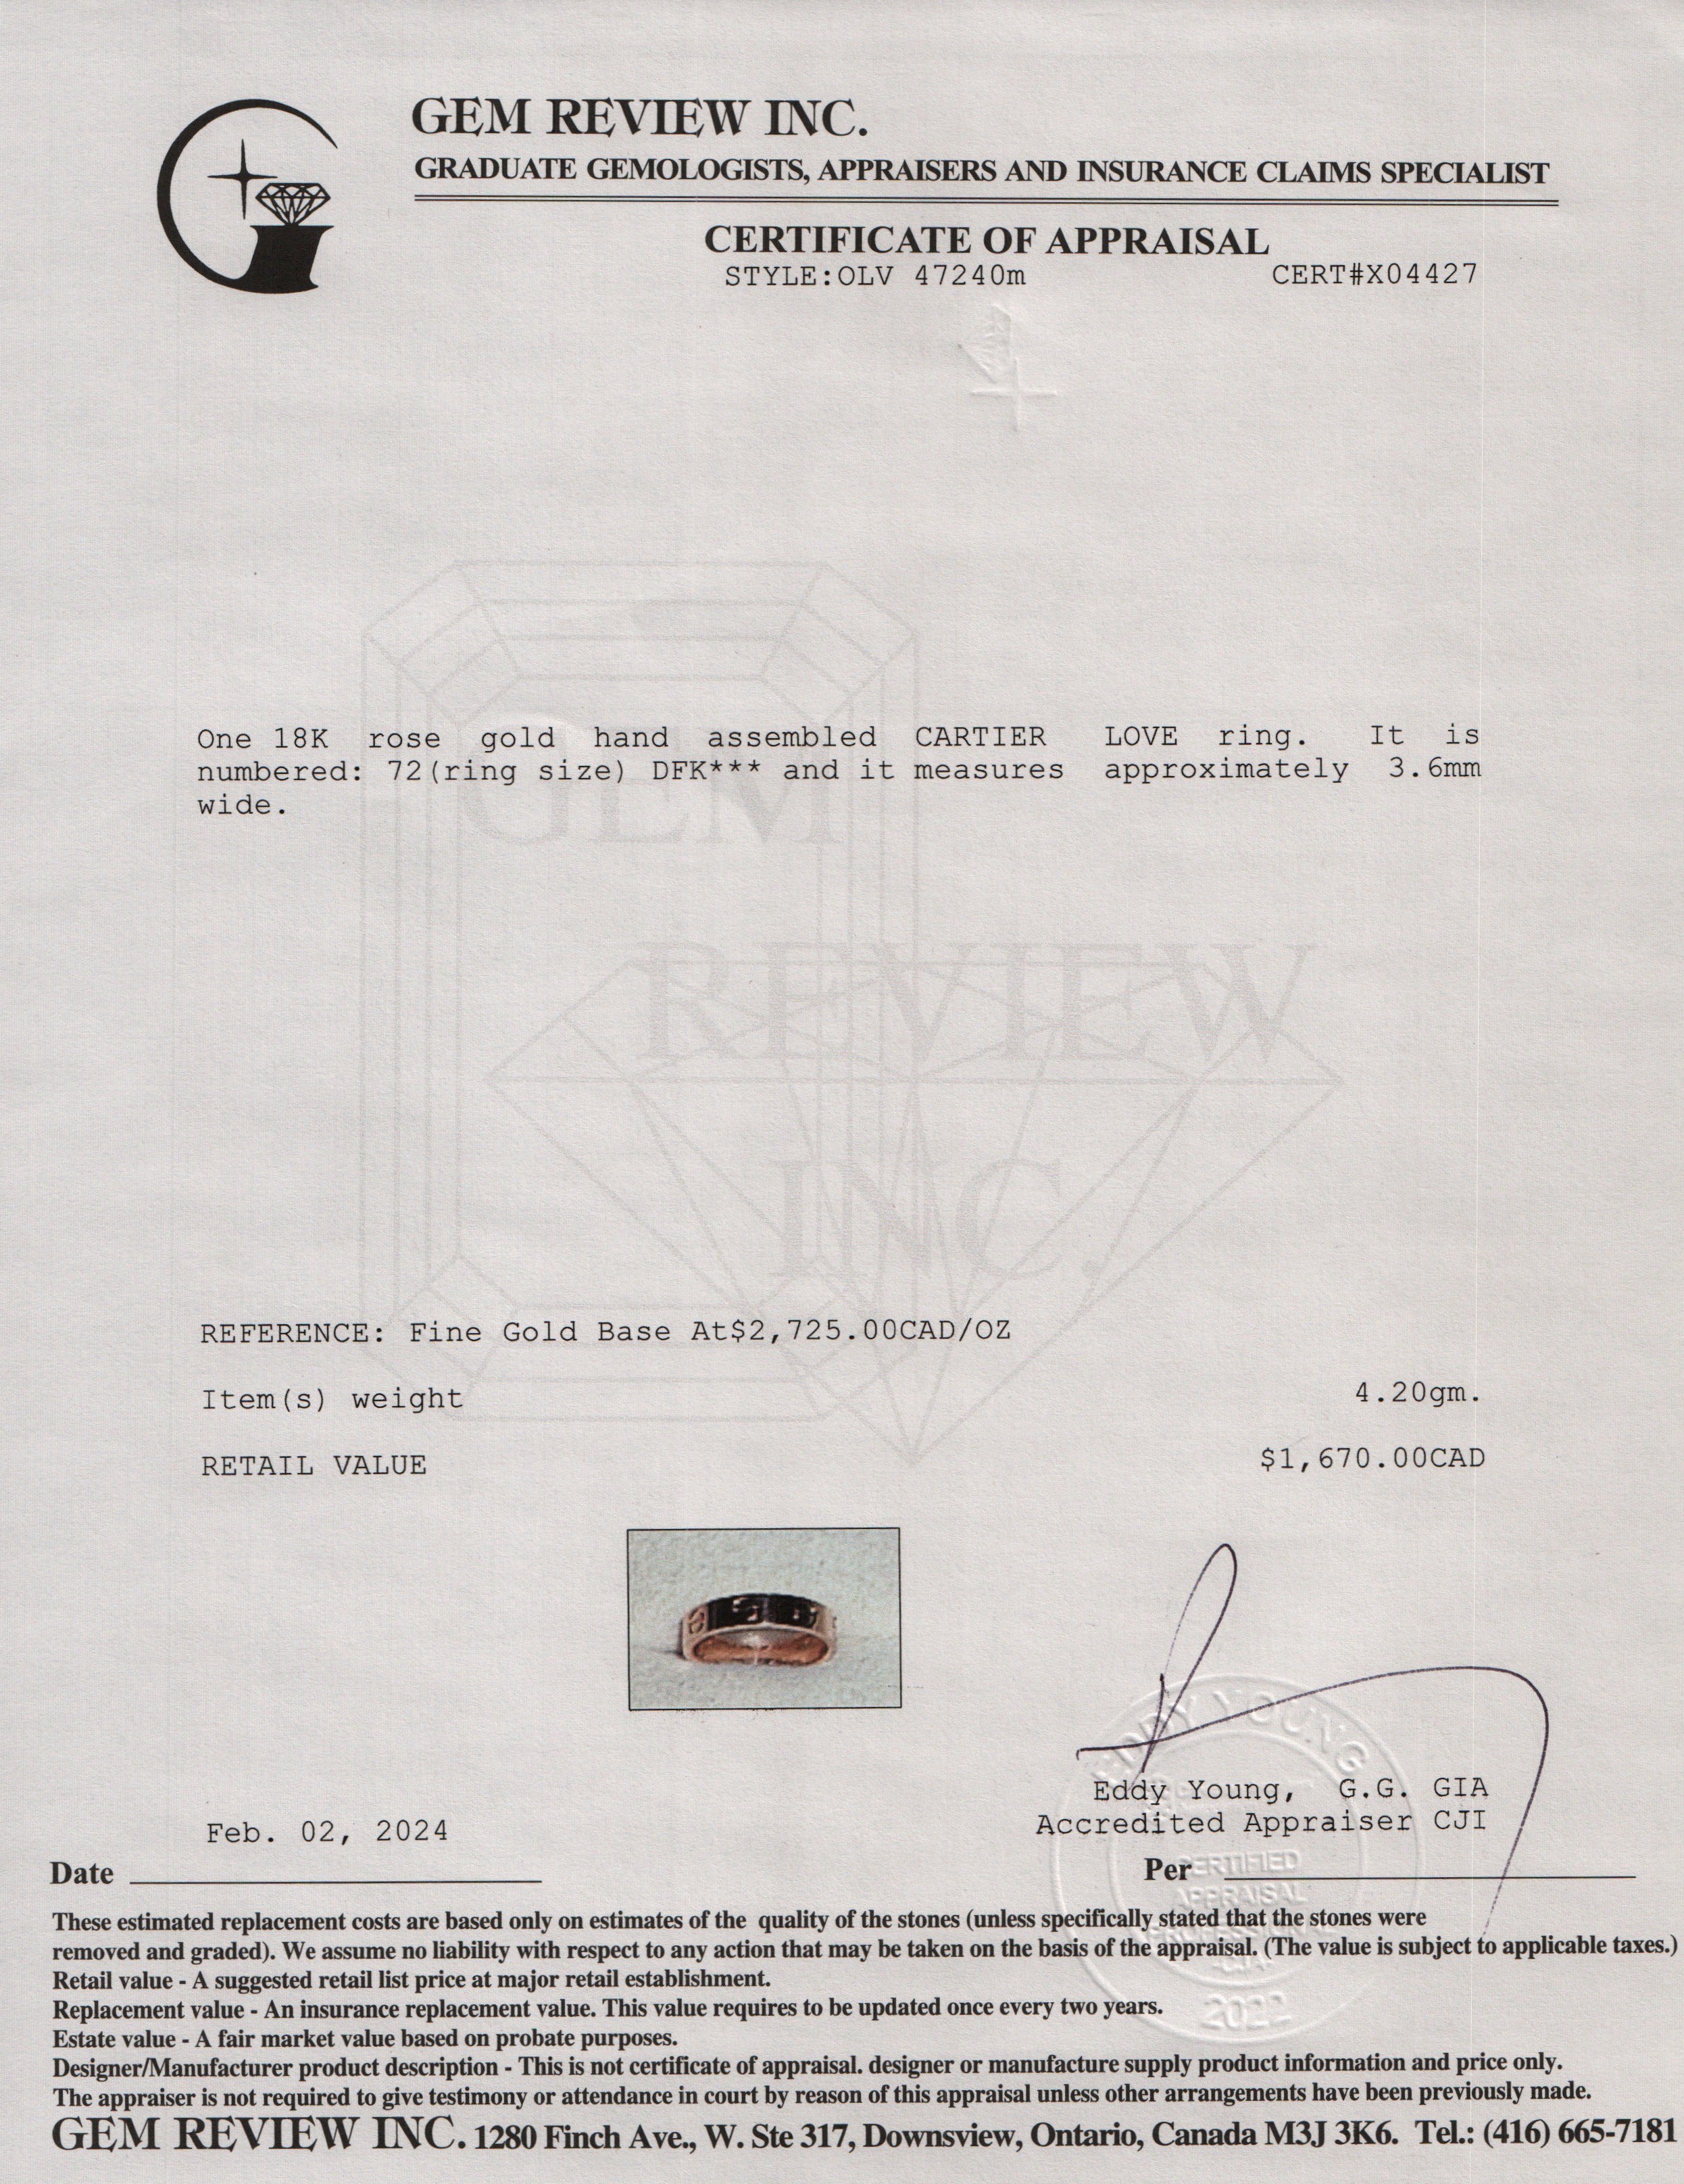 GEM REVIEW INC.
GRADUATE GEMOLOGISTS, APPRAISERS AND INSURANCE CLAIMS SPECIALIST
CERTIFICATE OF APPRAISAL
STYLE:OLV 47240m CERT#X04427
One 18K rose gold hand assembled CARTIER LOVE ring. It is
numbered: 72(ring size) DFK*** and it measures approximately 3.6mm
wide.
GEM
REVIEW
INC.
REFERENCE: Fine Gold Base At$2,725.00CAD/OZ
Item(s) weight 4.20gm.
RETAIL VALUE $1,670.00CAD
EDDY YOUNG
Eddy Young, G.G. GIA
Accredited Appraiser CJI
Feb. 02, 2024
Date
Per
CERTIFIED
APPRAISAL
PROFESSIONAL
2022
These estimated replacement costs are based only on estimates of the quality of the stones (unless specifically stated that the stones were
removed and graded). We assume no liability with respect to any action that may be taken on the basis of the appraisal. (The value is subject to applicable taxes.)
Retail value - A suggested retail list price at major retail establishment.
Replacement value - An insurance replacement value. This value requires to be updated once every two years.
Estate value - A fair market value based on probate purposes.
Designer/Manufacturer product description - This is not certificate of appraisal. designer or manufacture supply product information and price only.
The appraiser is not required to give testimony or attendance in court by reason of this appraisal unless other arrangements have been previously made.
GEM REVIEW INC. 1280 Finch Ave., W. Ste 317, Downsview, Ontario, Canada M3J 3K6. Tel.: (416) 665-7181